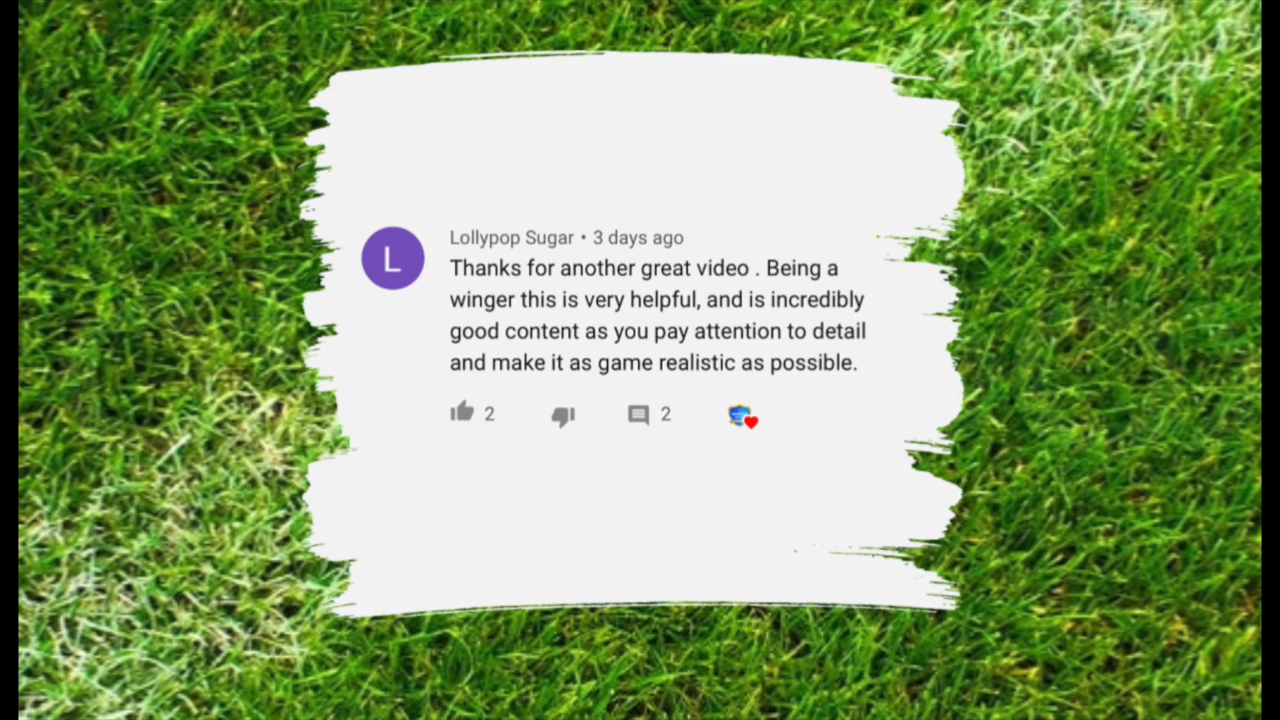 L
Lollypop Sugar • 3 days ago
Thanks for another great video . Being a
winger this is very helpful, and is incredibly
good content as you pay attention to detail
and make it as game realistic as possible.
2 2